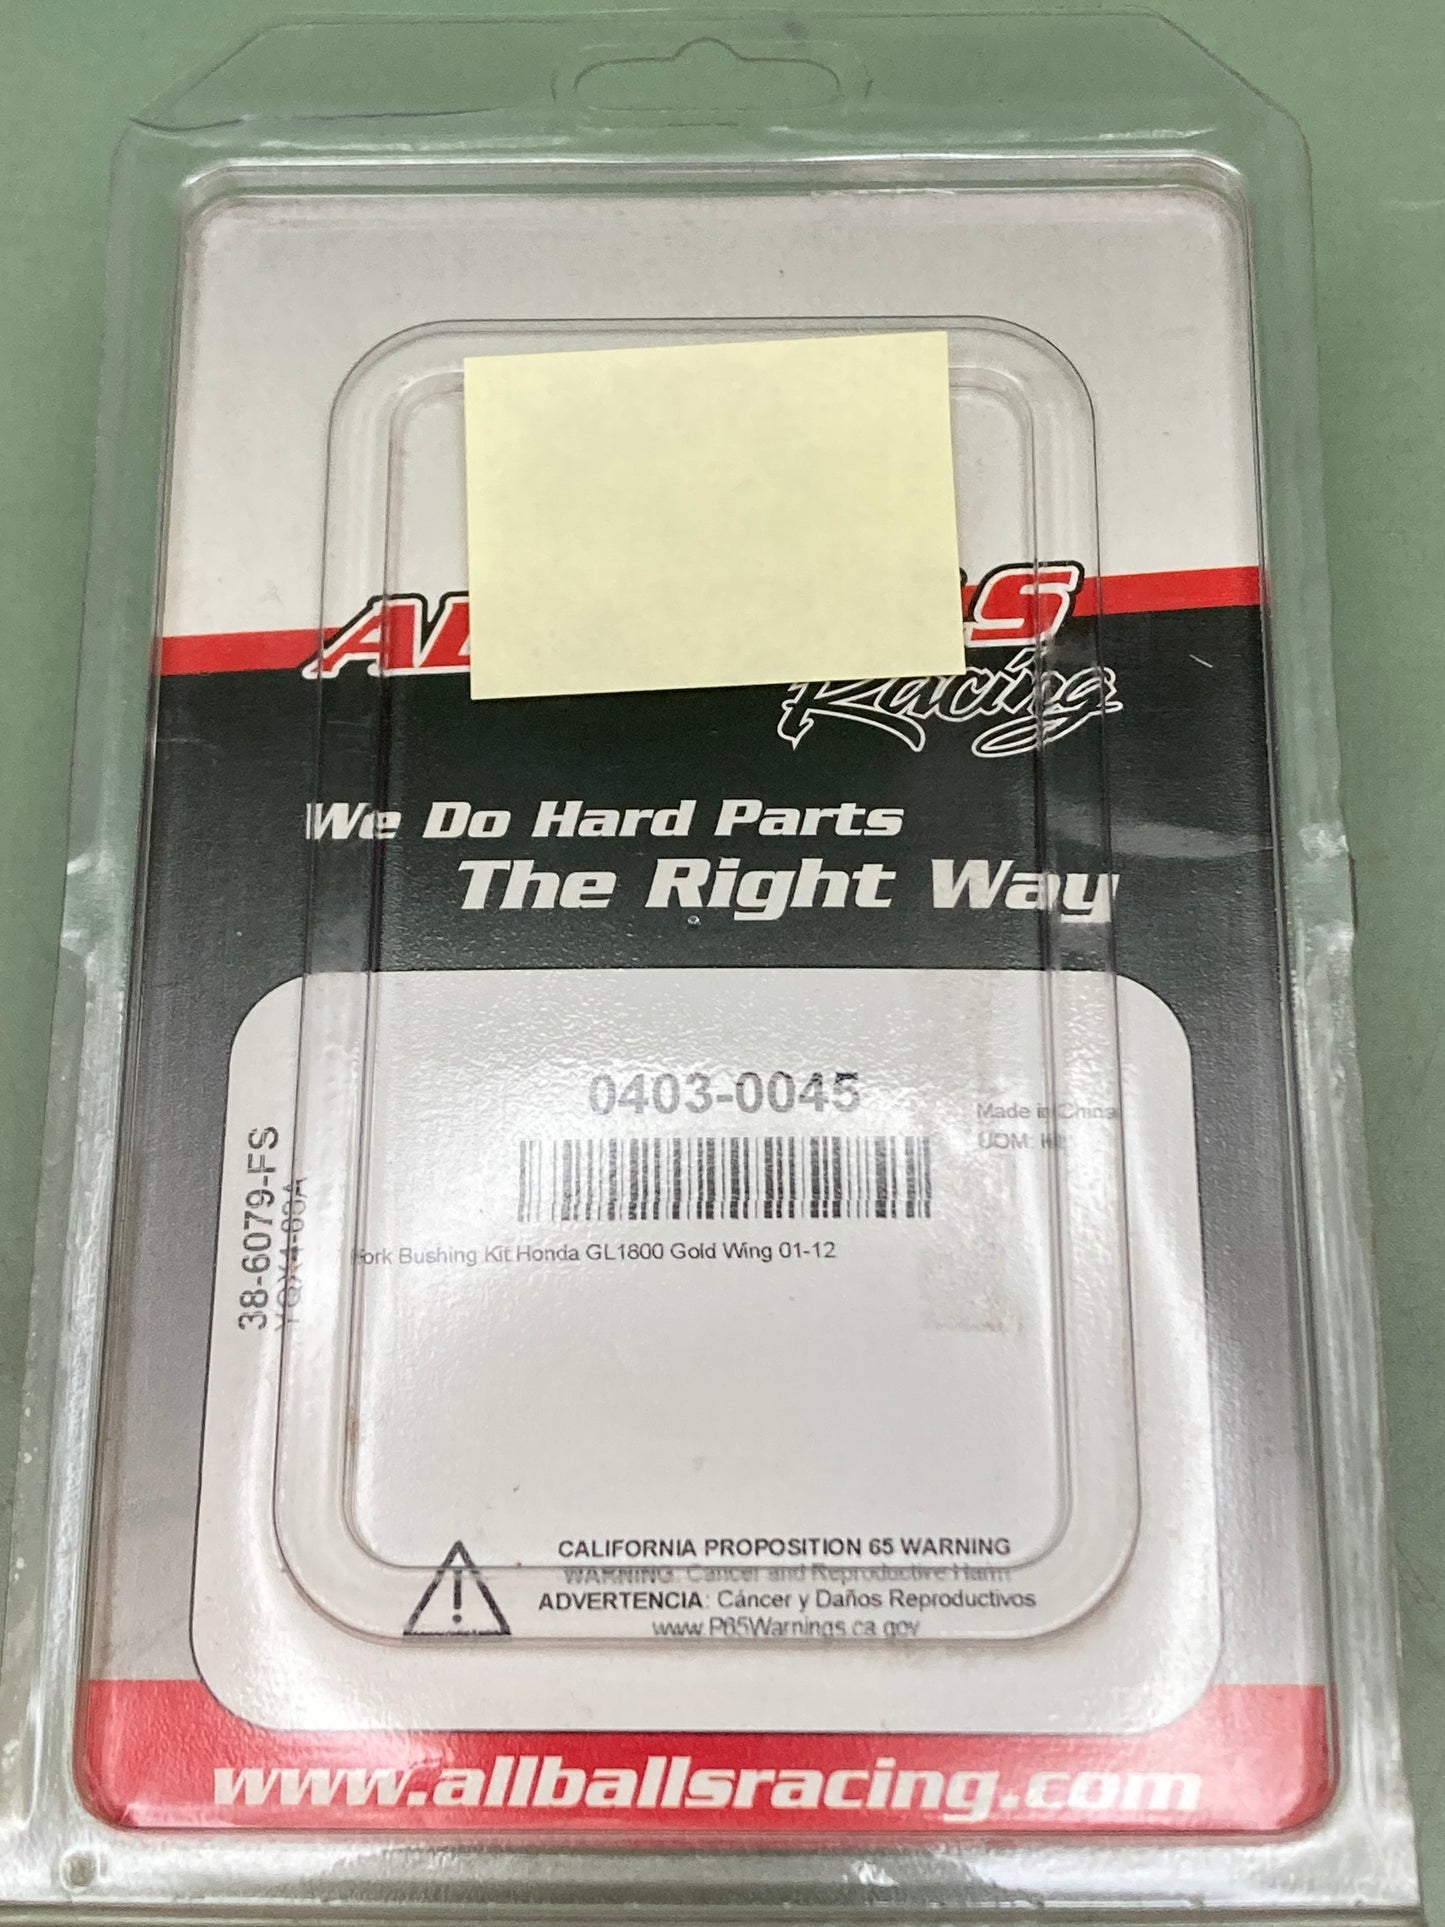 Racing
We Do Hard Parts
The Right Way
0403-0045
Made in China
UOM: Kit
38-6079-FS
Fork Bushing Kit Honda GL1800 Gold Wing 01-12
CALIFORNIA PROPOSITION 65 WARNING
WARNING: Cancer and Reproductive Harm
ADVERTENCIA: Cáncer y Daños Reproductivos
www.P65Warnings.ca.gov
www.allballsracing.com